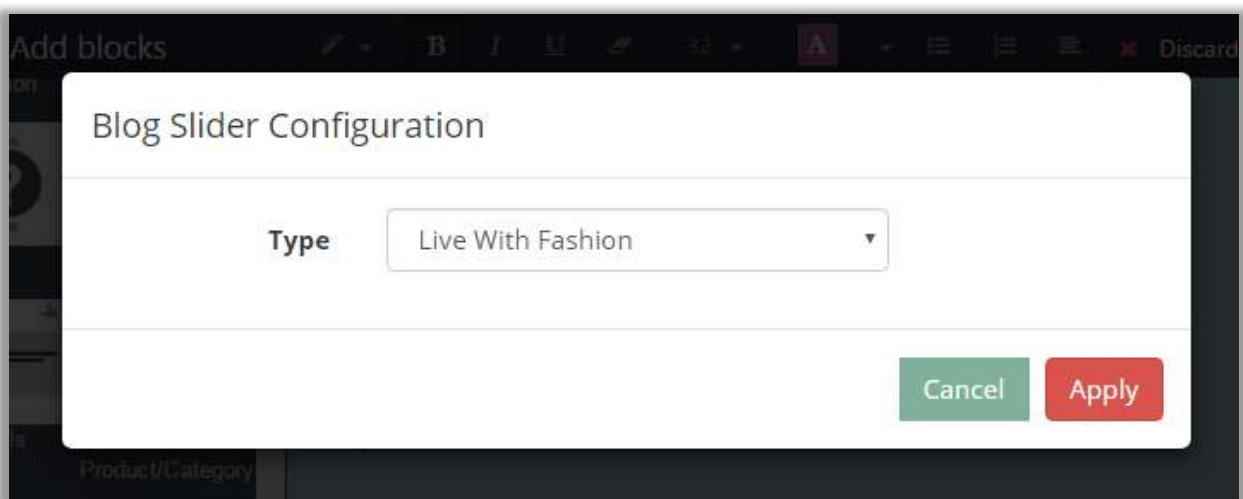 Add blocks
B I U 32 A Discard
Blog Slider Configuration
Type Live With Fashion
Cancel Apply
Product/Category